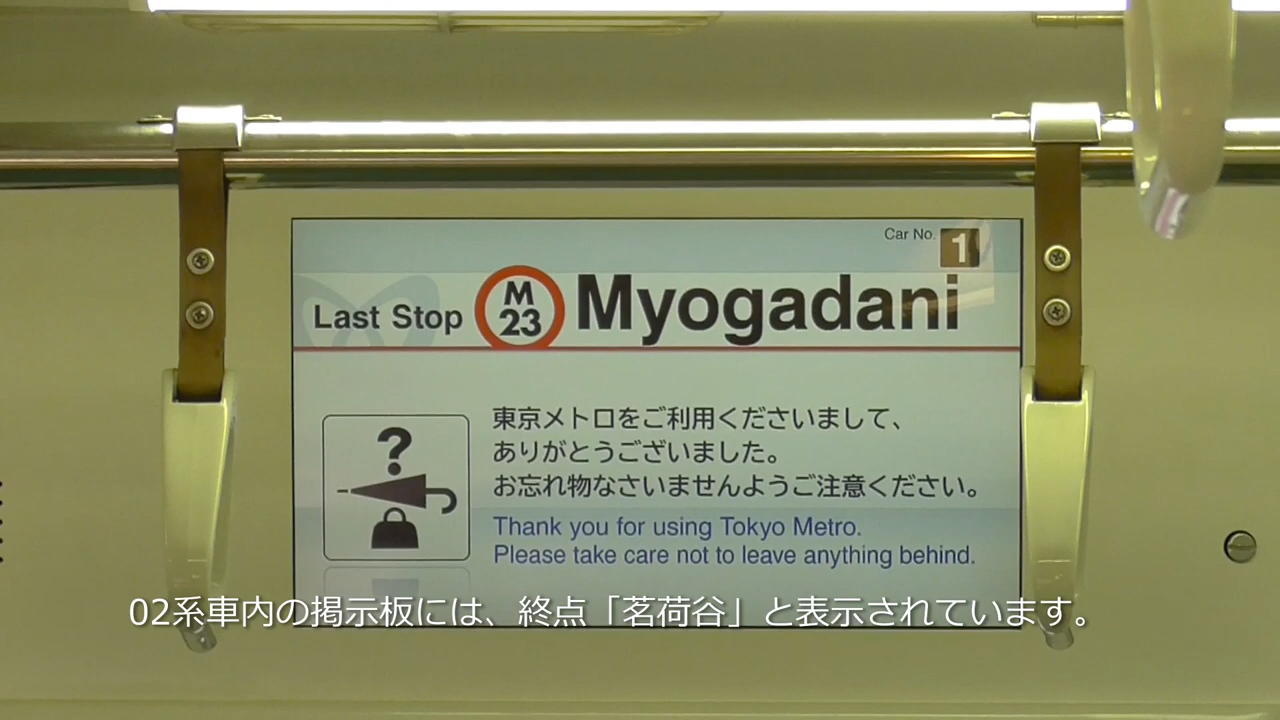 Car No. 1
Last Stop M 23 Myogadani
?
東京メトロをご利用くださいまして、
ありがとうございました。
お忘れ物なさいませんようご注意ください。
Thank you for using Tokyo Metro.
Please take care not to leave anything behind.
02系車内の掲示板には、終点「茗荷谷」と表示されています。